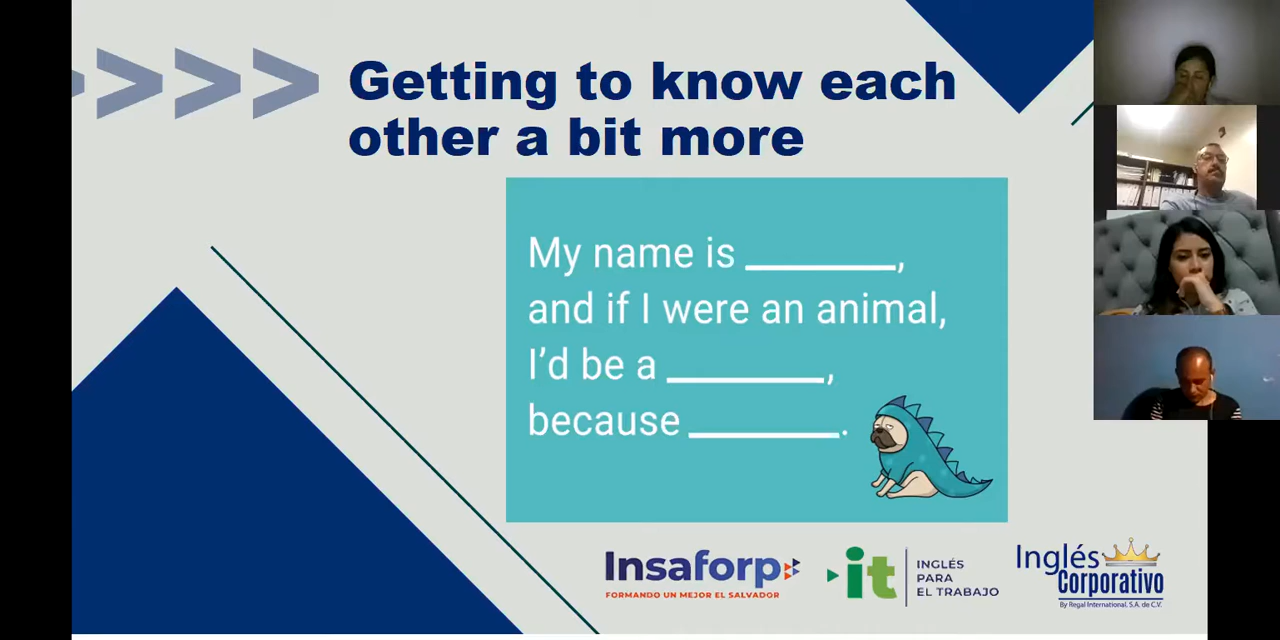 Getting to know each
other a bit more
My name is ________,
and if I were an animal,
I’d be a ________,
because ________.
Insaforp
FORMANDO UN MEJOR EL SALVADOR
it
INGLÉS
PARA
EL TRABAJO
Inglés
Corporativo
By Regal International, S.A. de C.V.